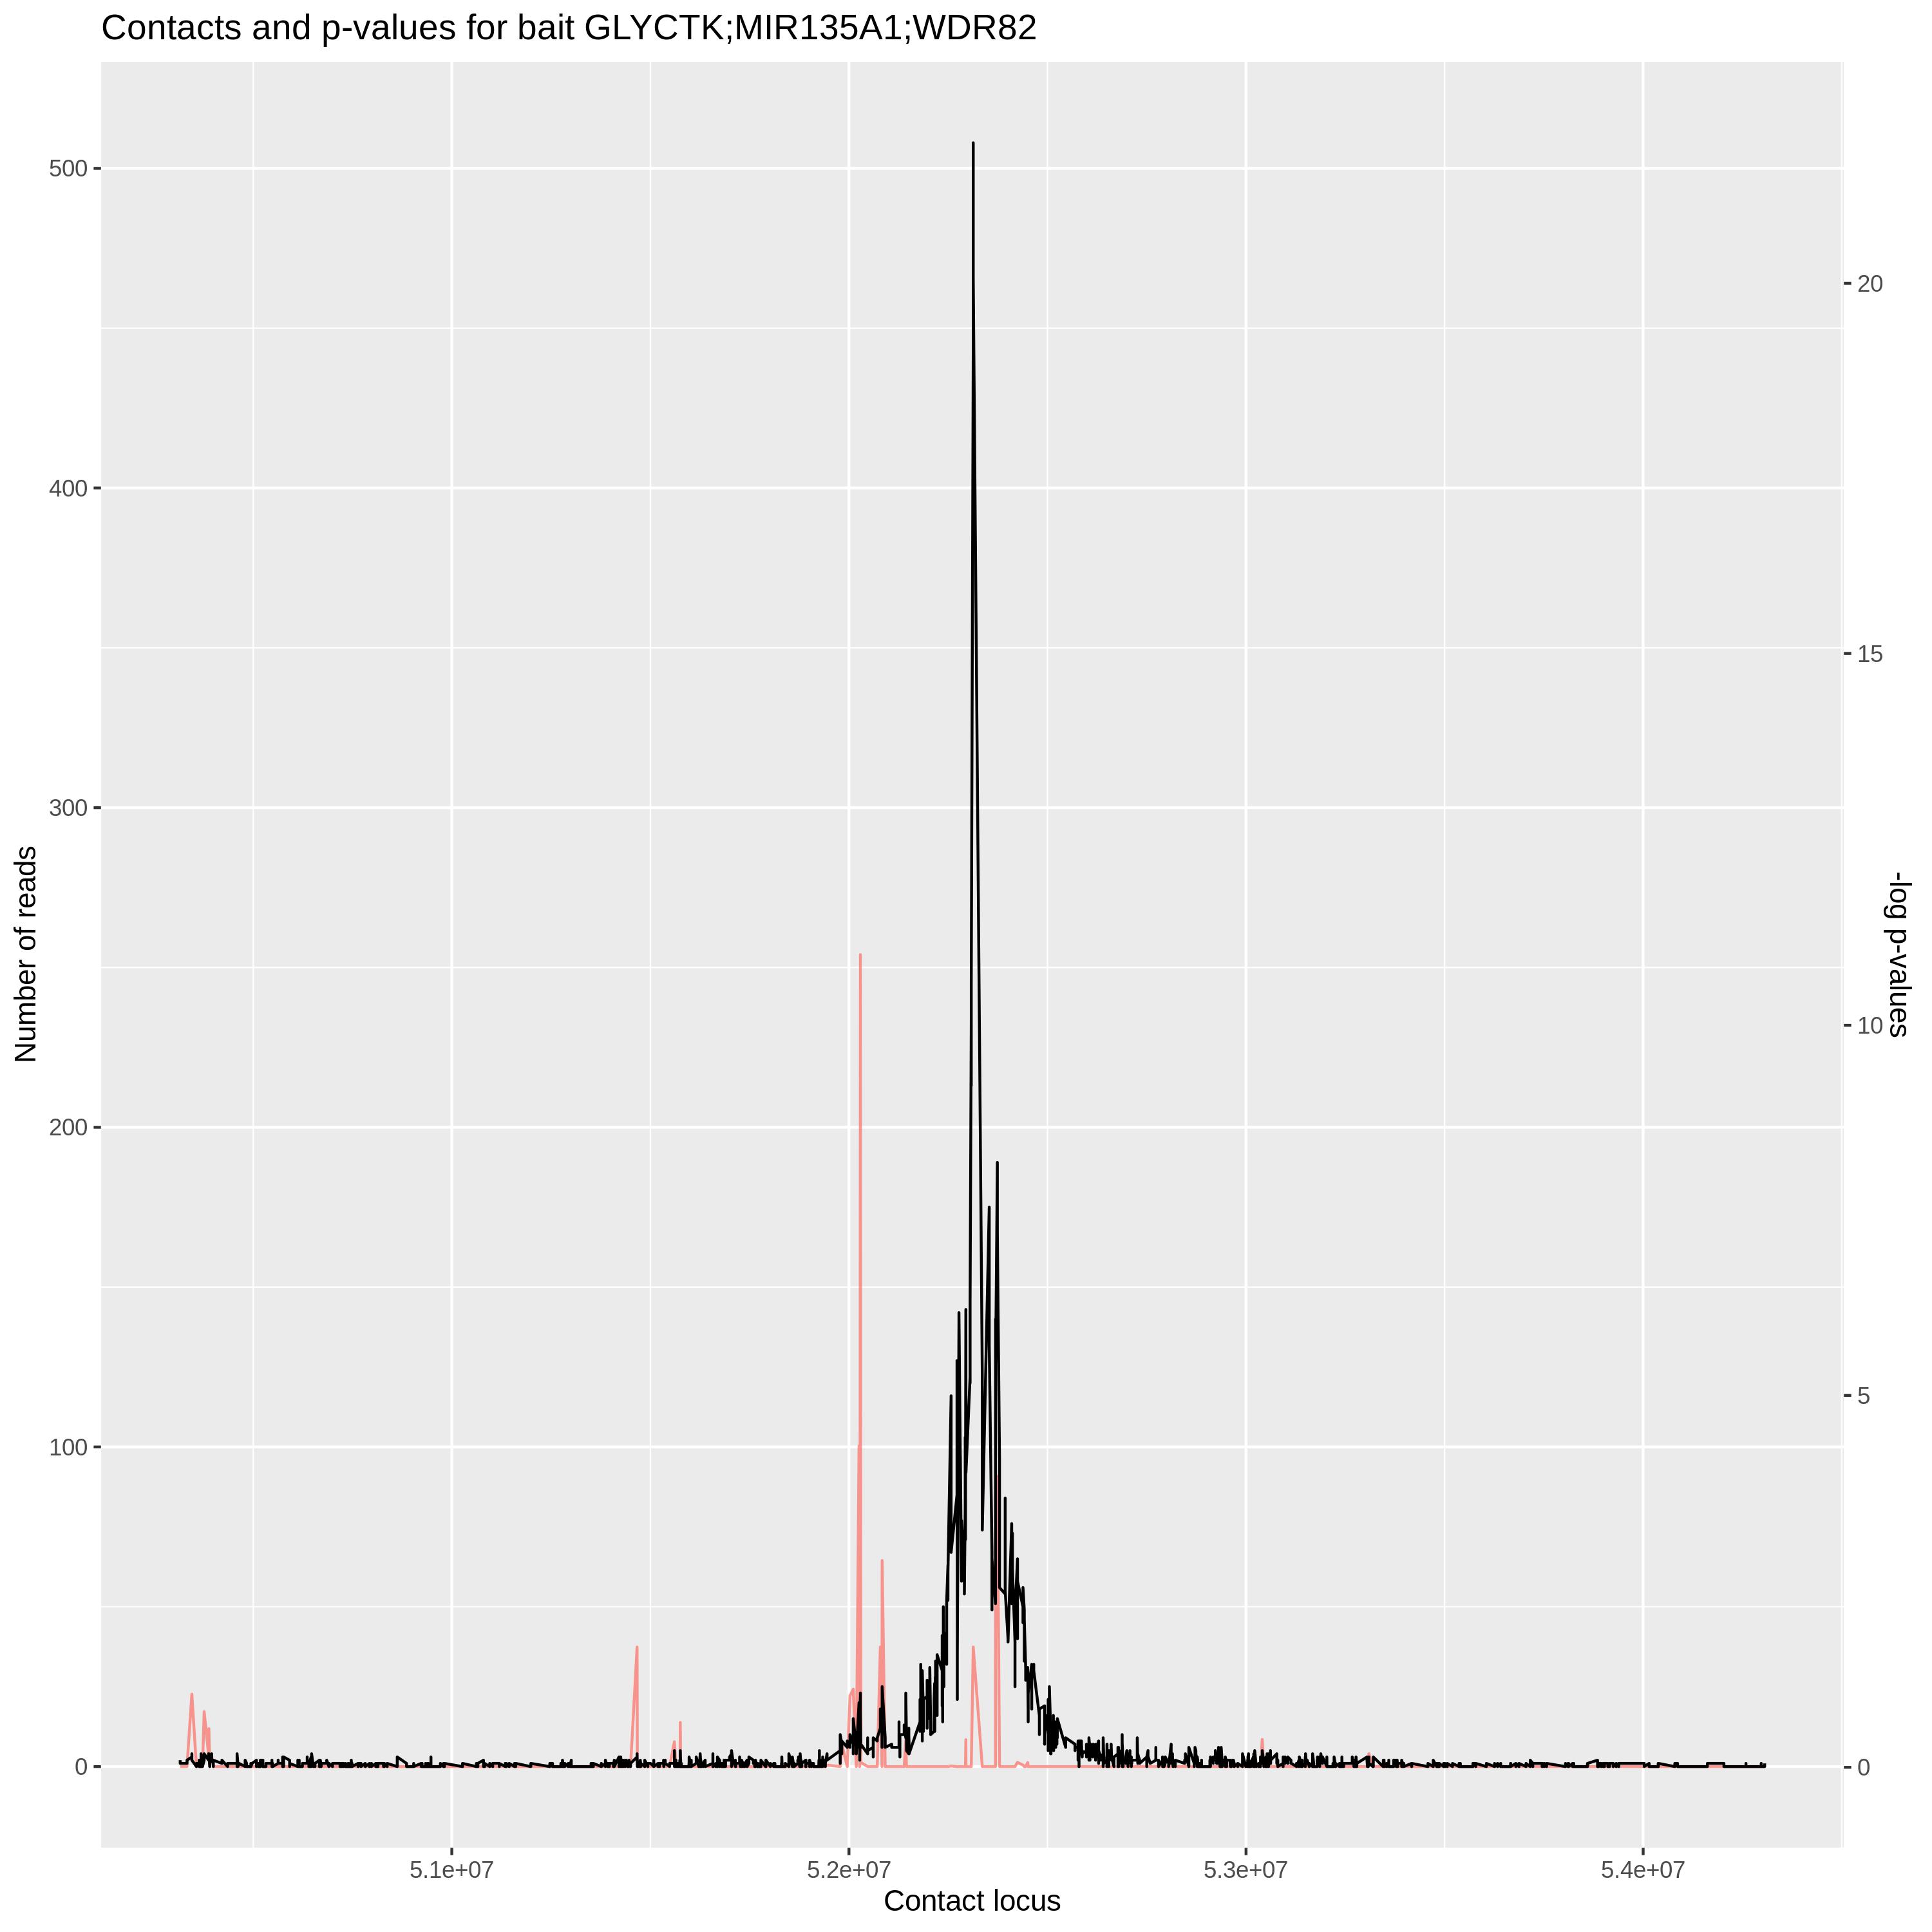 Contacts and p-values for bait GLYCTK;MIR135A1;WDR82
500
400
300
200
100
0
Number of reads
20
15
10
5
0
-log p-values
5.1e+07 5.2e+07 5.3e+07 5.4e+07
Contact locus